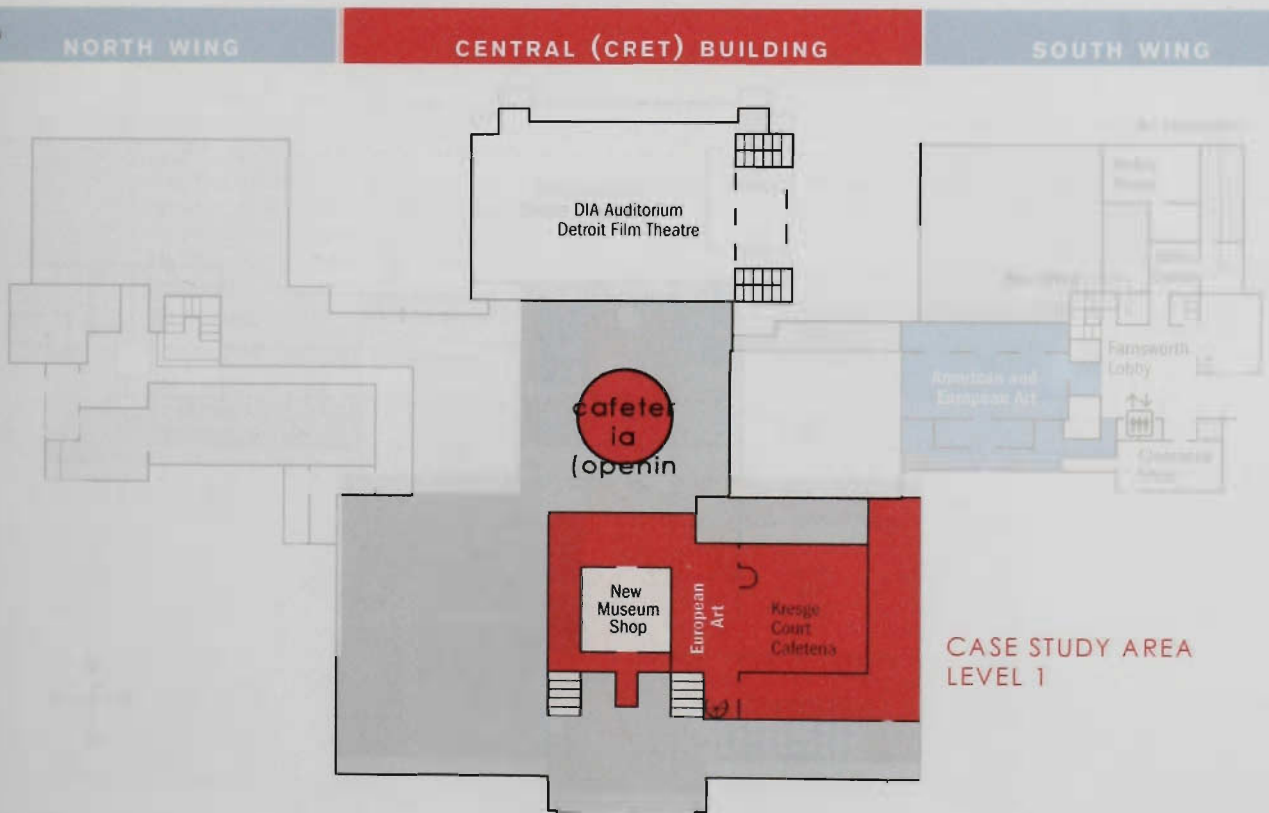 NORTH WING
CENTRAL (CRET) BUILDING
SOUTH WING
DIA Auditorium
Detroit Film Theatre
Farnsworth
Lobby
American and
European Art
cafeter
ia
(openin
New
Museum
Shop
European
Art
Kresge
Court
Cafeteria
CASE STUDY AREA
LEVEL 1